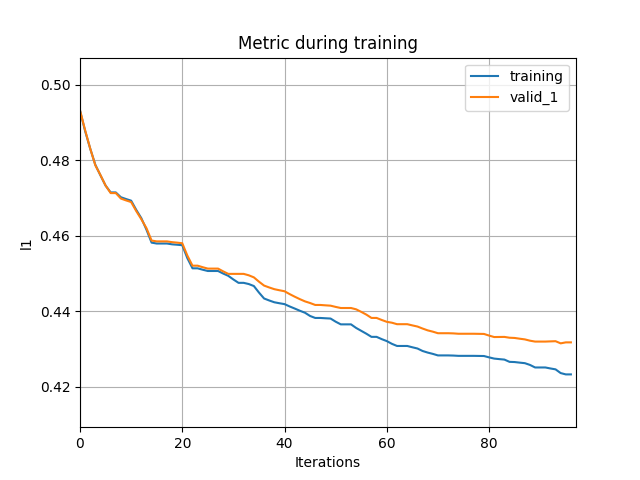 Metric during training
training
valid_1
0.50
0.48
0.46
0.44
0.42
l1
0 20 40 60 80
Iterations